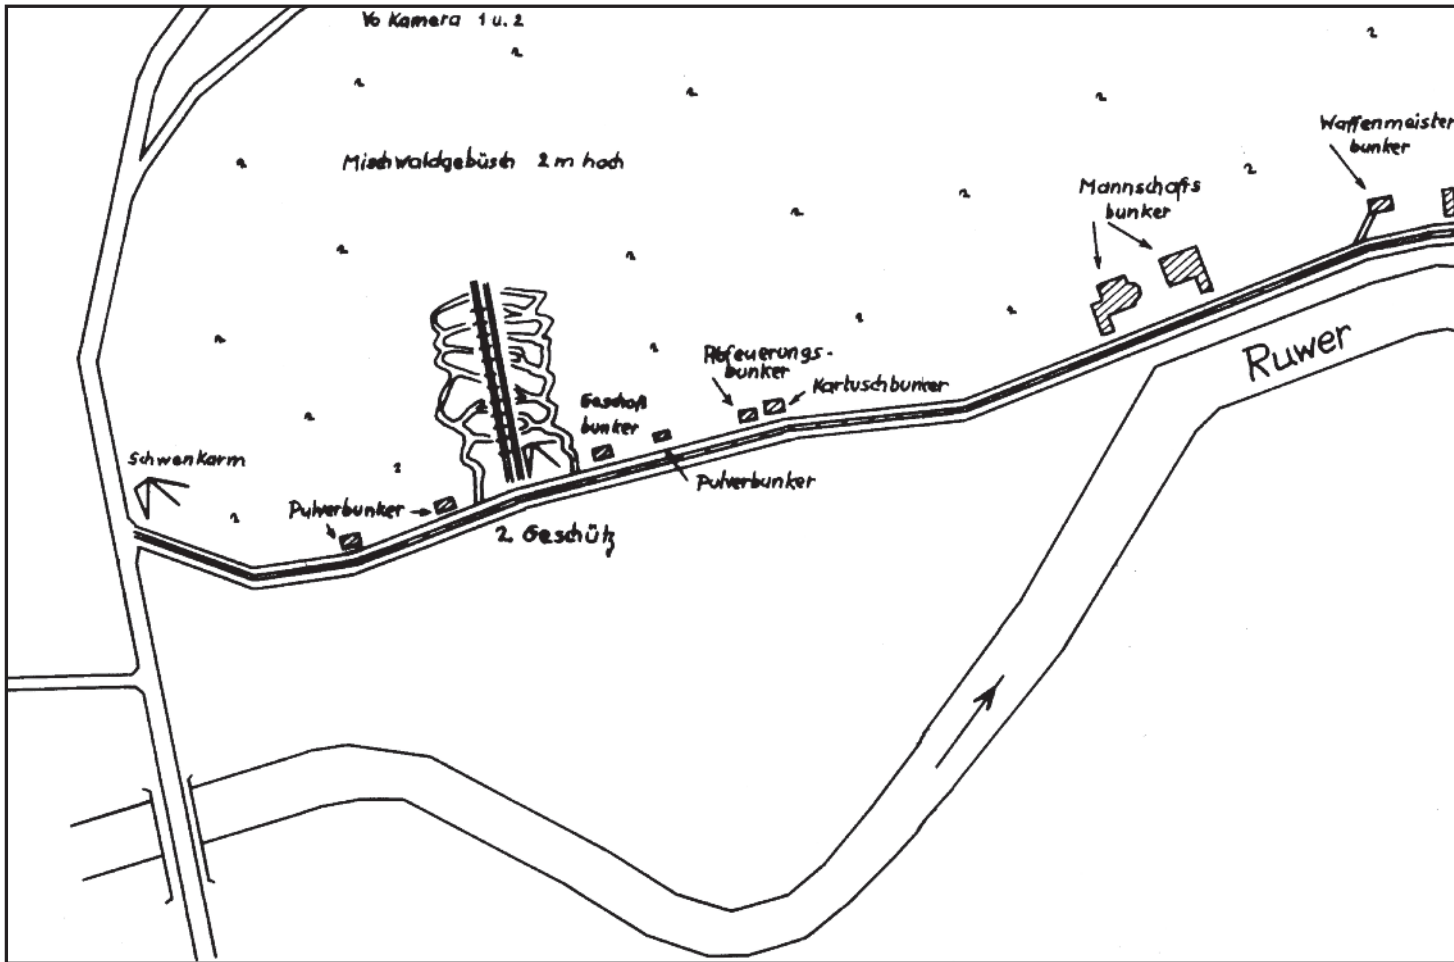 Vo Kamera 1 u. 2
Mischwaldgebüsch 2 m hoch
Waffenmeister
bunker
Mannschafts
bunker
Ruwer
Abfeuerungs-
bunker
Kartuschbunker
Geschoß
bunker
Pulverbunker
Schwenkarm
Pulverbunker
2. Geschütz